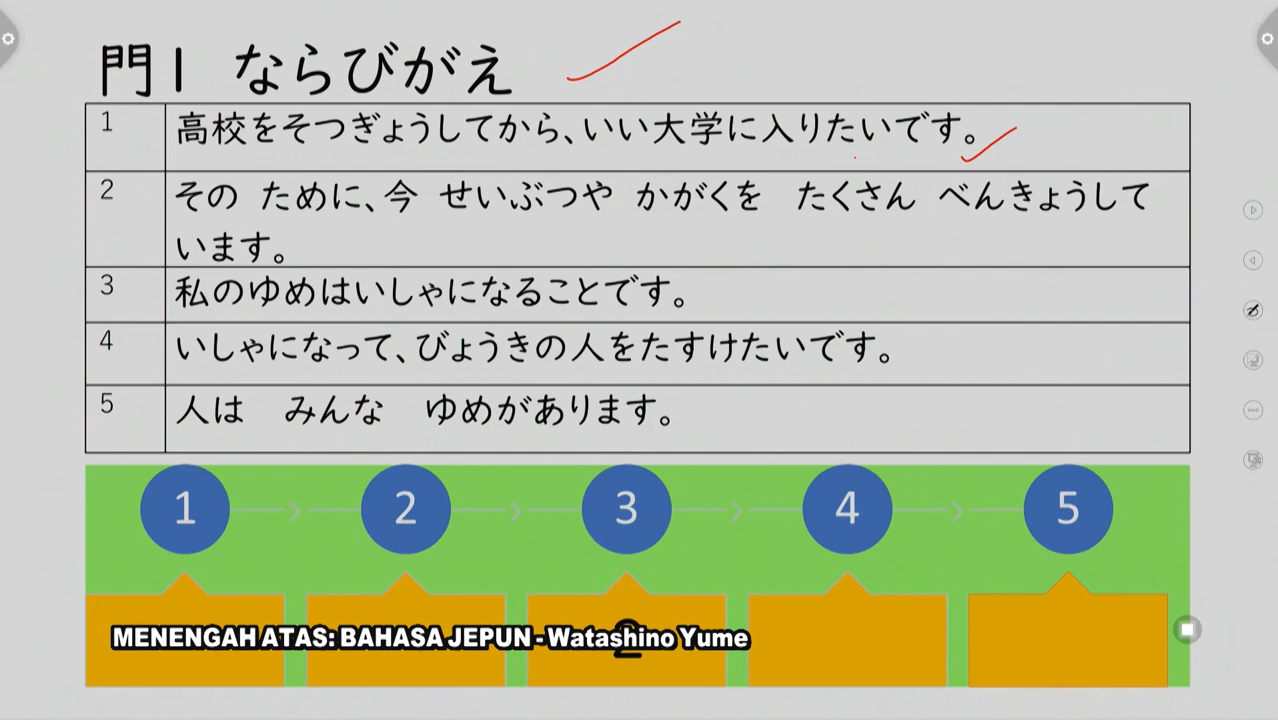 門1 ならびがえ
1 高校をそつぎょうしてから、いい大学に入りたいです。
2 その ために、今 せいぶつや かがくを たくさん べんきょうして
います。
3 私のゆめはいしゃになることです。
4 いしゃになって、びょうきの人をたすけたいです。
5 人は みんな ゆめがあります。
1 2 3 4 5
2
MENENGAH ATAS: BAHASA JEPUN - Watashino Yume